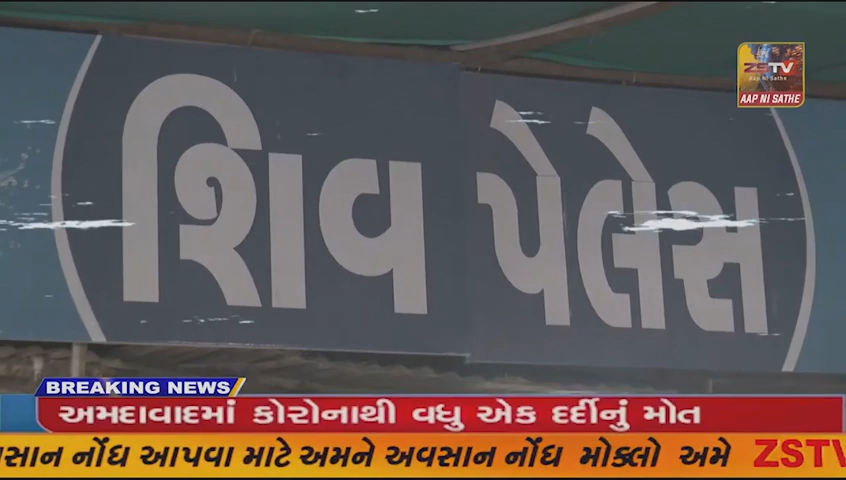 ZSTV
Aap Ni Sathe
AAP NI SATHE
શિવ પેલેસ
BREAKING NEWS
અમદાવાદમાં કોરોનાથી વધુ એક દર્દીનું મોત
નોંધ આપવા માટે અમને અવસાન નોંધ મોકલો અમે ZSTV